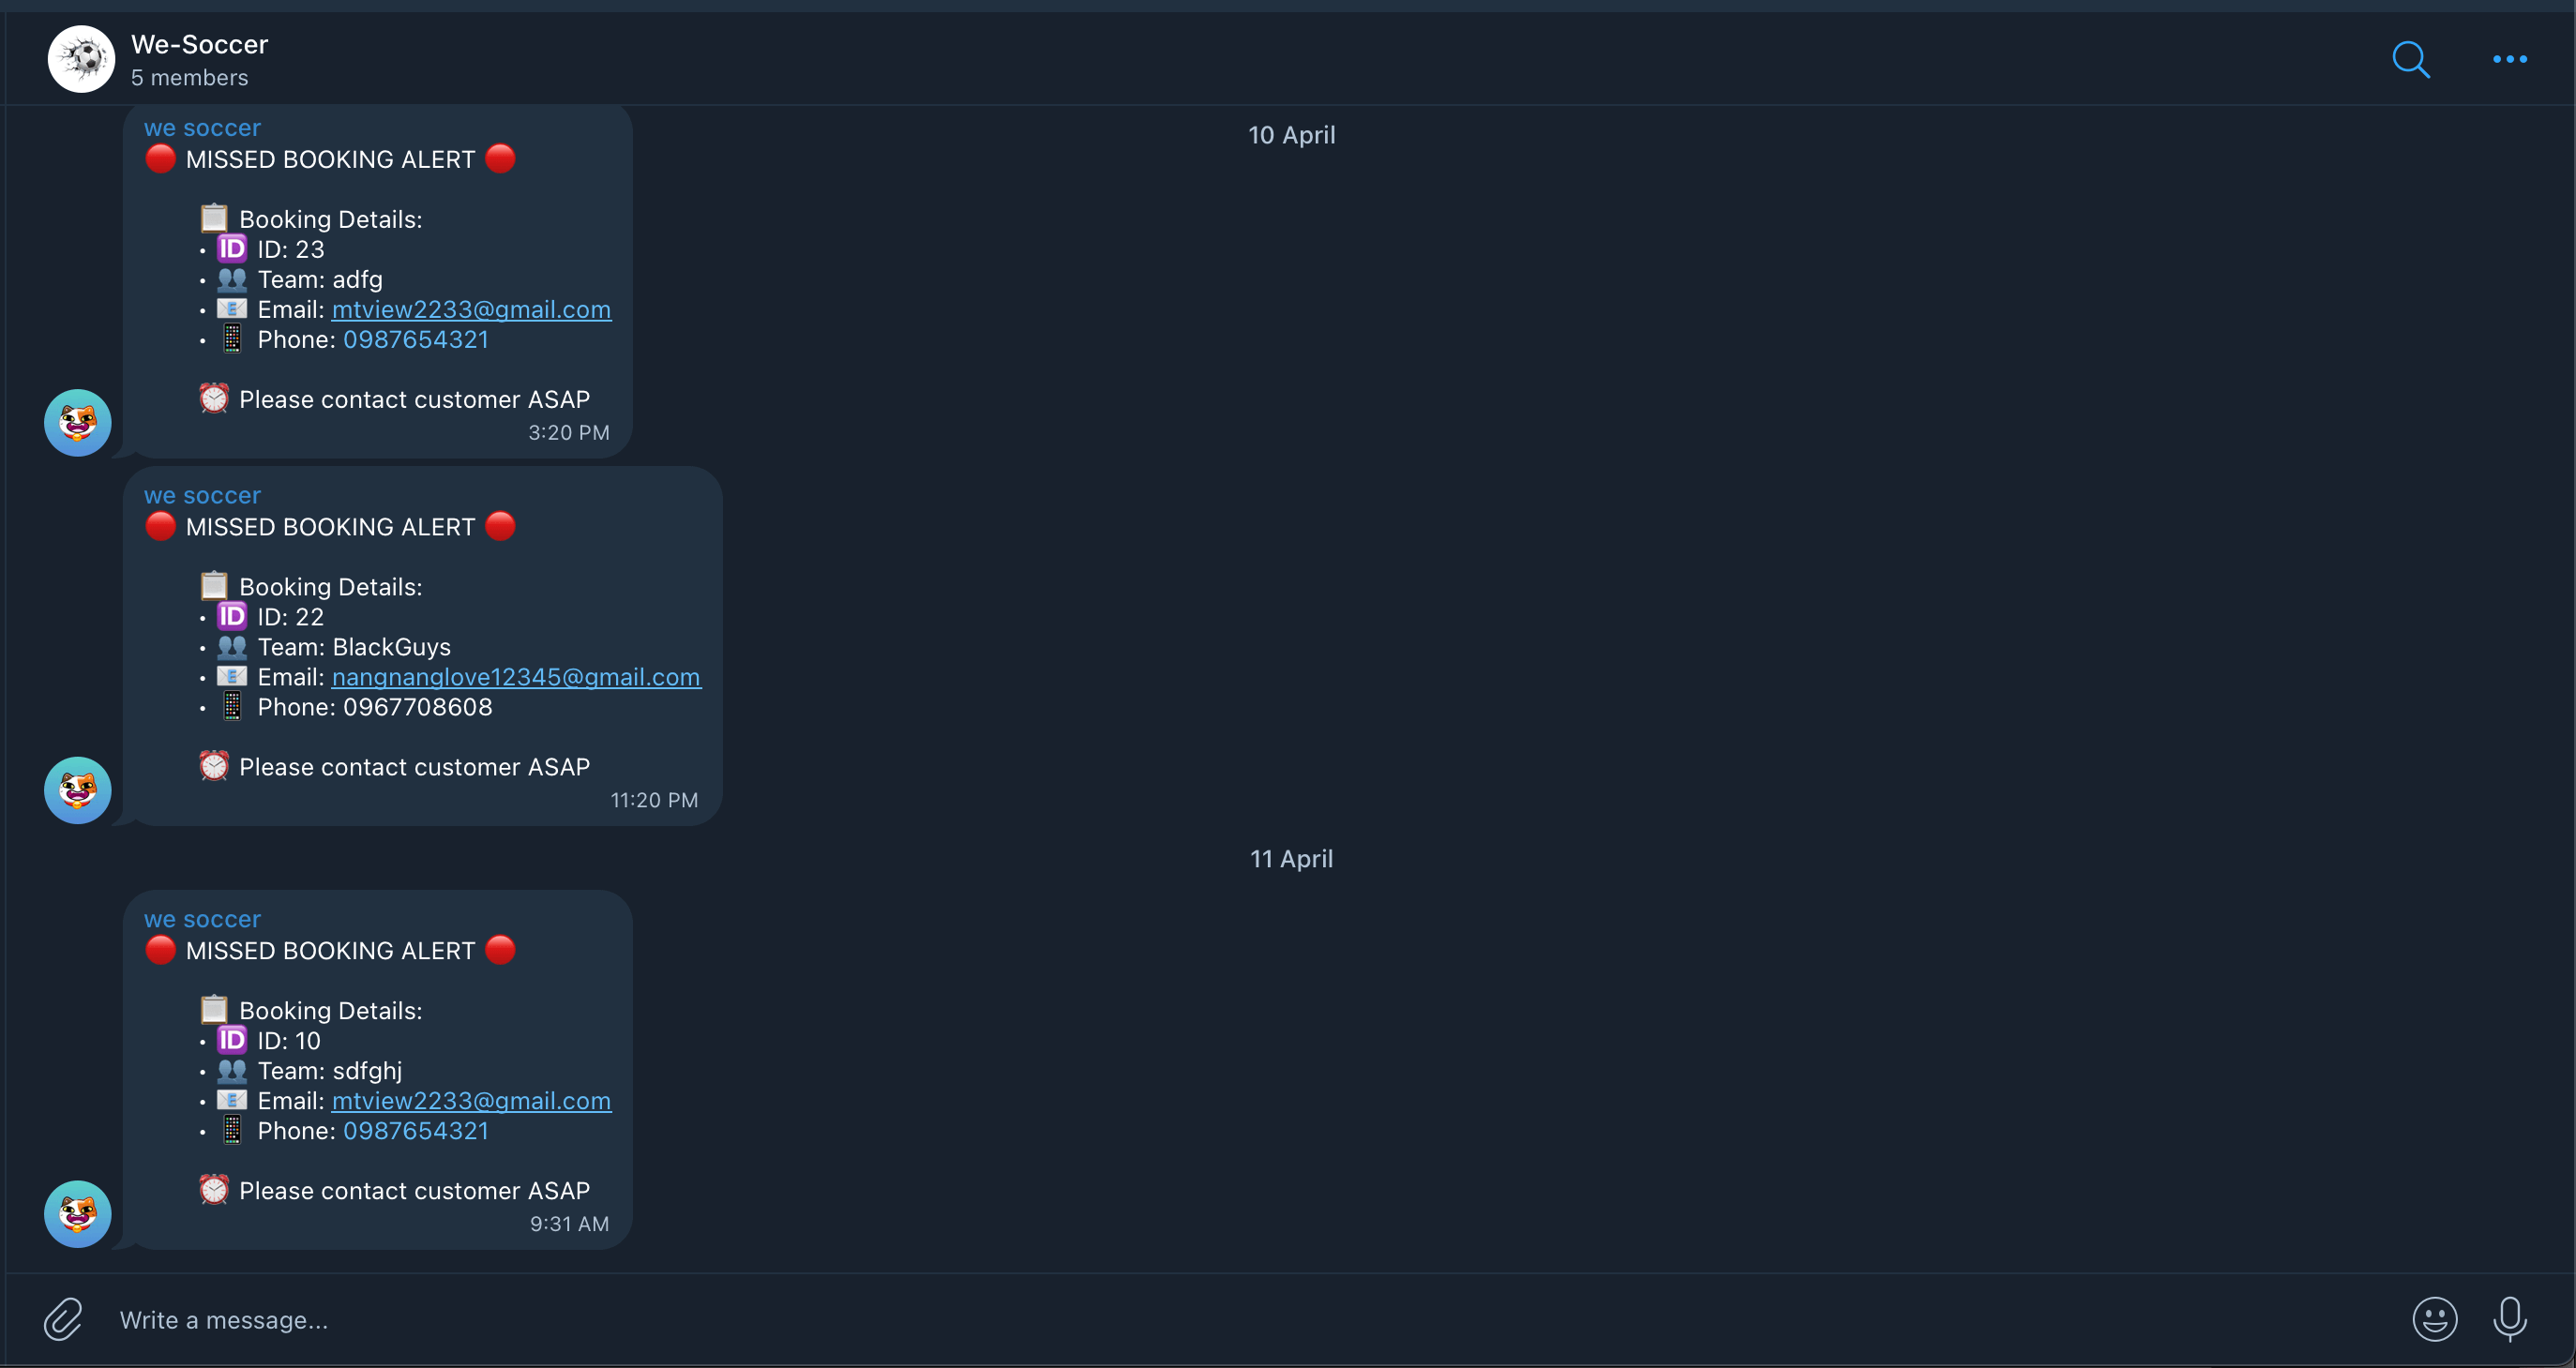 We-Soccer
5 members
10 April
we soccer
🔴 MISSED BOOKING ALERT 🔴
📋 Booking Details:
• 🆔 ID: 23
• 👥 Team: adfg
• 📧 Email: mtview2233@gmail.com
• 📱 Phone: 0987654321
⏰ Please contact customer ASAP
3:20 PM
we soccer
🔴 MISSED BOOKING ALERT 🔴
📋 Booking Details:
• 🆔 ID: 22
• 👥 Team: BlackGuys
• 📧 Email: nangnanglove12345@gmail.com
• 📱 Phone: 0967708608
⏰ Please contact customer ASAP
11:20 PM
11 April
we soccer
🔴 MISSED BOOKING ALERT 🔴
📋 Booking Details:
• 🆔 ID: 10
• 👥 Team: sdfghj
• 📧 Email: mtview2233@gmail.com
• 📱 Phone: 0987654321
⏰ Please contact customer ASAP
9:31 AM
Write a message...